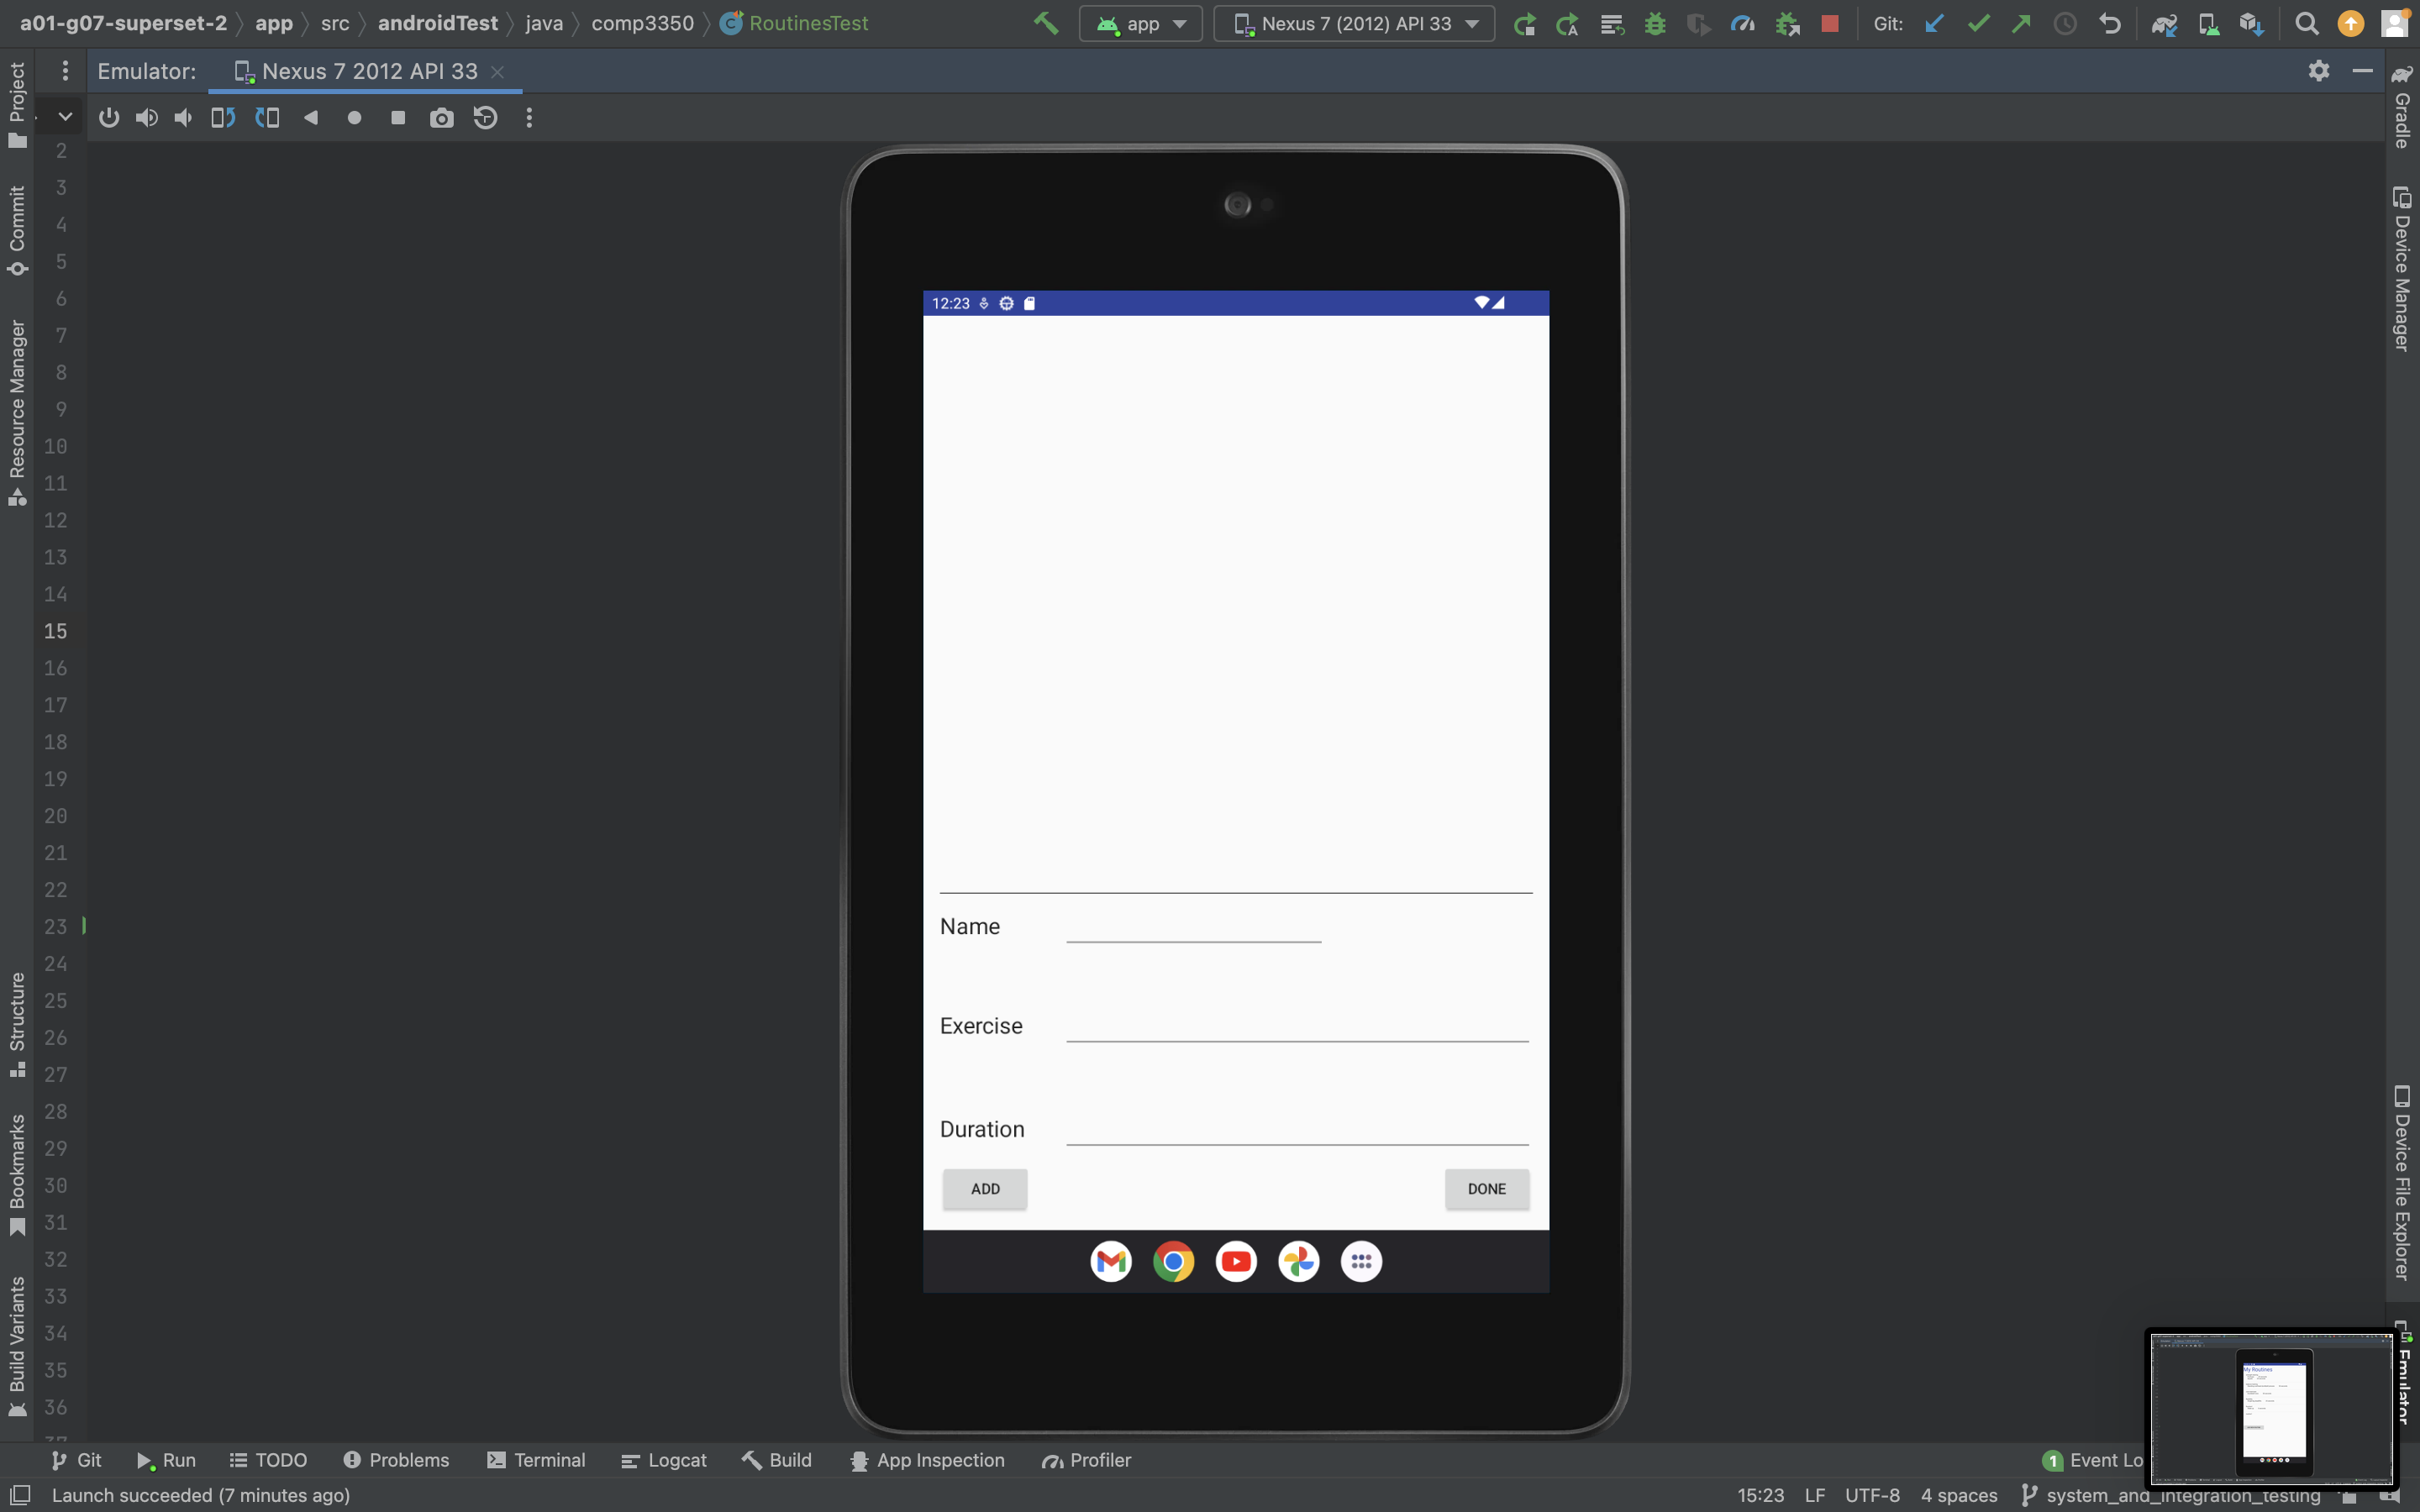 a01-g07-superset-2 app src androidTest java comp3350 RoutinesTest app Nexus 7 (2012) API 33 Git:
Emulator: Nexus 7 2012 API 33
Project
Commit
Resource Manager
Structure
Bookmarks
Build Variants
2
3
4
5
6
7
8
9
10
11
12
13
14
15
16
17
18
19
20
21
22
23
24
25
26
27
28
29
30
31
32
33
34
35
36
12:23
Name
Exercise
Duration
ADD DONE
Gradle
Device Manager
Device File Explorer
Emulator
My Routines
Git Run TODO Problems Terminal Logcat Build App Inspection Profiler 1 Event Lo
Launch succeeded (7 minutes ago) 15:23 LF UTF-8 4 spaces system_and_integration_testing